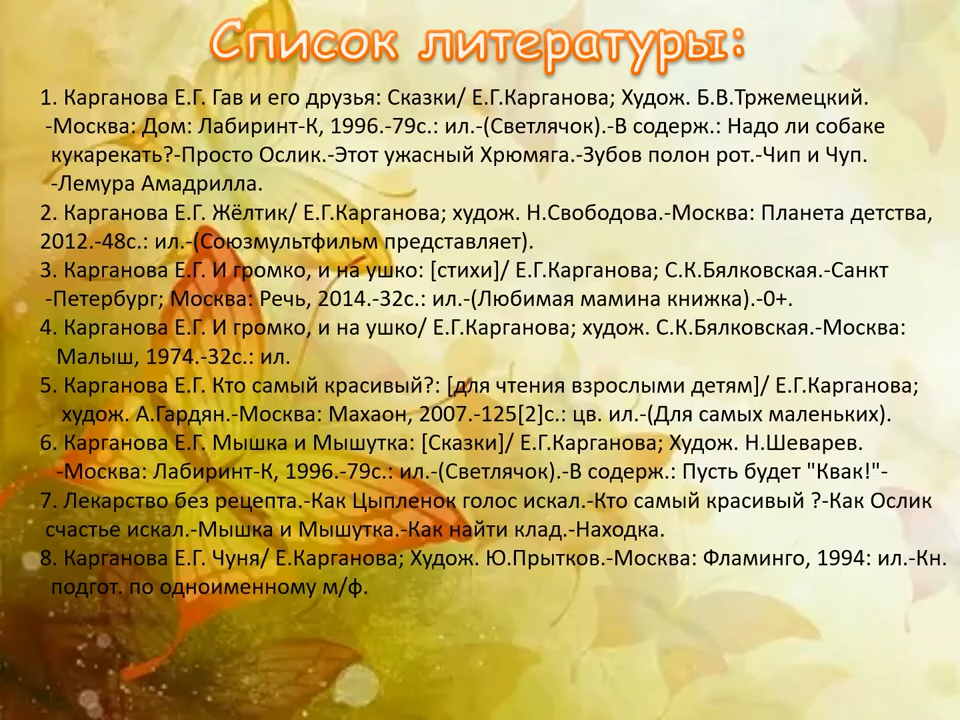 Список литературы:
1. Карганова Е.Г. Гав и его друзья: Сказки/ Е.Г.Карганова; Худож. Б.В.Тржемецкий.
-Москва: Дом: Лабиринт-К, 1996.-79с.: ил.-(Светлячок).-В содерж.: Надо ли собаке
кукарекать?-Просто Ослик.-Этот ужасный Хрюмяга.-Зубов полон рот.-Чип и Чуп.
-Лемура Амадрилла.
2. Карганова Е.Г. Жёлтик/ Е.Г.Карганова; худож. Н.Свободова.-Москва: Планета детства,
2012.-48с.: ил.-(Союзмультфильм представляет).
3. Карганова Е.Г. И громко, и на ушко: [стихи]/ Е.Г.Карганова; С.К.Бялковская.-Санкт
-Петербург; Москва: Речь, 2014.-32с.: ил.-(Любимая мамина книжка).-0+.
4. Карганова Е.Г. И громко, и на ушко/ Е.Г.Карганова; худож. С.К.Бялковская.-Москва:
Малыш, 1974.-32с.: ил.
5. Карганова Е.Г. Кто самый красивый?: [для чтения взрослыми детям]/ Е.Г.Карганова;
худож. А.Гардян.-Москва: Махаон, 2007.-125[2]с.: цв. ил.-(Для самых маленьких).
6. Карганова Е.Г. Мышка и Мышутка: [Сказки]/ Е.Г.Карганова; Худож. Н.Шеварев.
-Москва: Лабиринт-К, 1996.-79с.: ил.-(Светлячок).-В содерж.: Пусть будет "Квак!"-
7. Лекарство без рецепта.-Как Цыпленок голос искал.-Кто самый красивый ?-Как Ослик
счастье искал.-Мышка и Мышутка.-Как найти клад.-Находка.
8. Карганова Е.Г. Чуня/ Е.Карганова; Худож. Ю.Прытков.-Москва: Фламинго, 1994: ил.-Кн.
подгот. по одноименному м/ф.